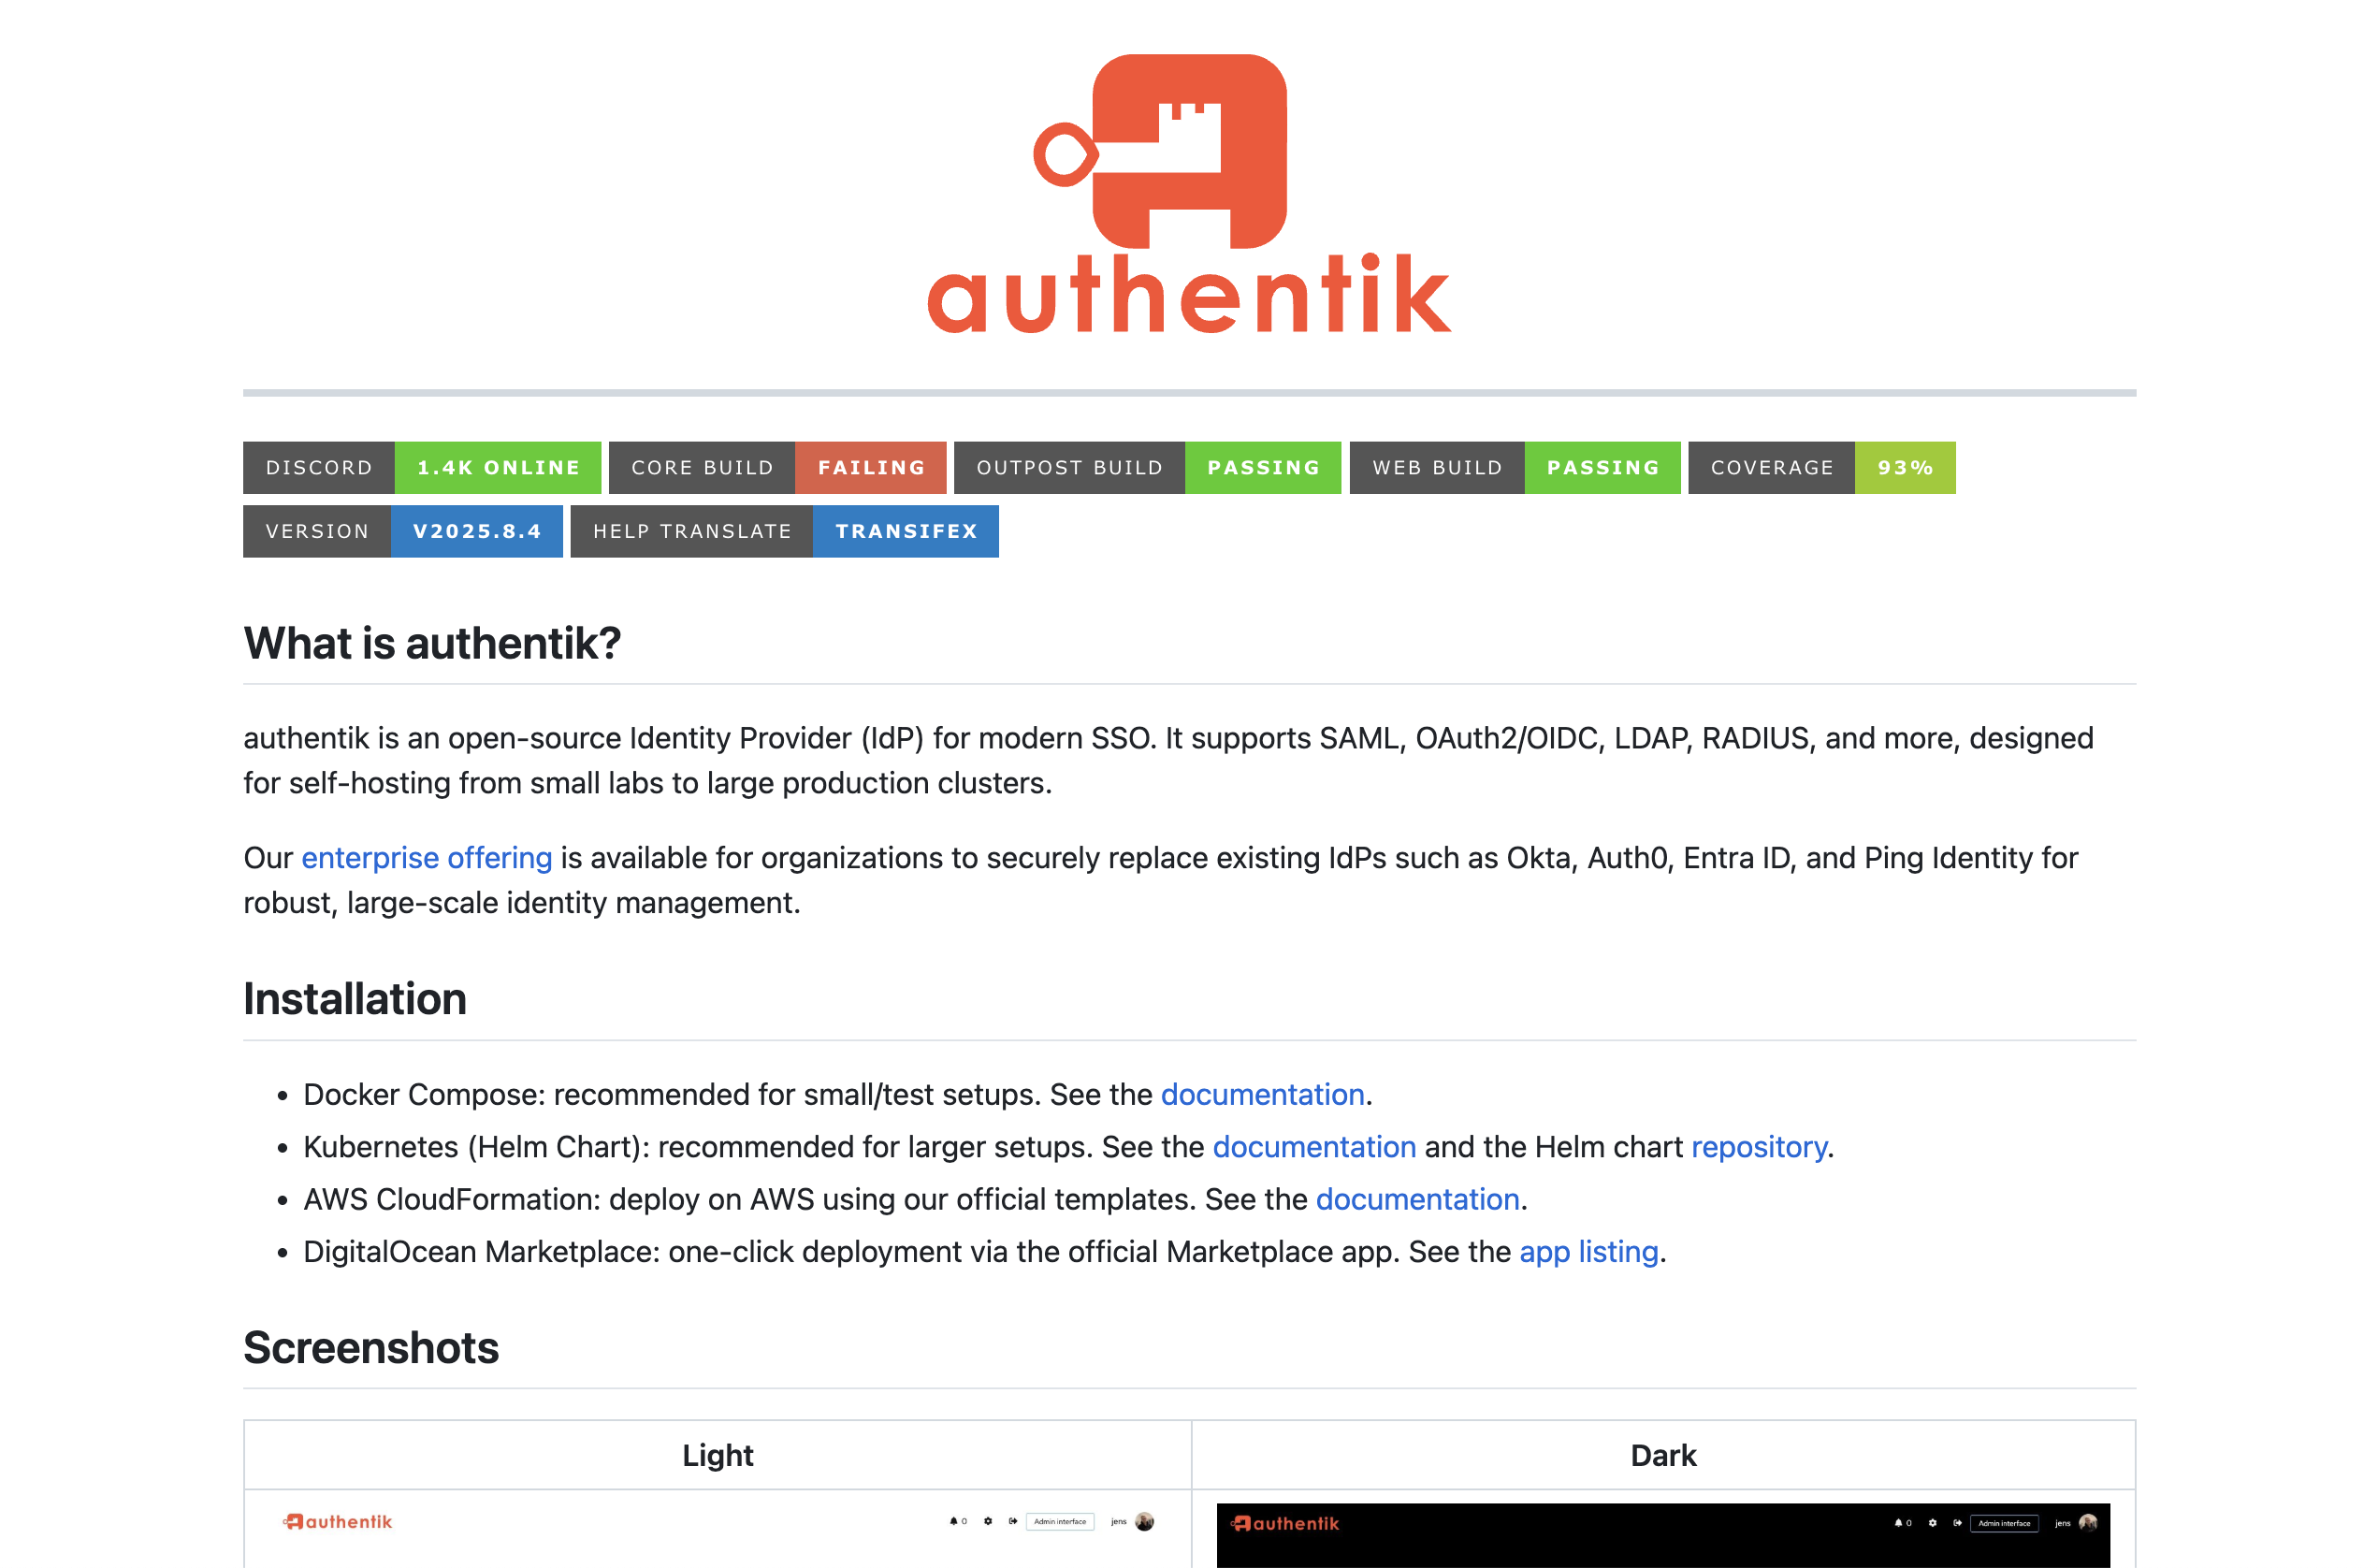 authentik
DISCORD 1.4K ONLINE CORE BUILD FAILING OUTPOST BUILD PASSING WEB BUILD PASSING COVERAGE 93%
VERSION V2025.8.4 HELP TRANSLATE TRANSIFEX
What is authentik?
authentik is an open-source Identity Provider (IdP) for modern SSO. It supports SAML, OAuth2/OIDC, LDAP, RADIUS, and more, designed
for self-hosting from small labs to large production clusters.
Our enterprise offering is available for organizations to securely replace existing IdPs such as Okta, Auth0, Entra ID, and Ping Identity for
robust, large-scale identity management.
Installation
• Docker Compose: recommended for small/test setups. See the documentation.
• Kubernetes (Helm Chart): recommended for larger setups. See the documentation and the Helm chart repository.
• AWS CloudFormation: deploy on AWS using our official templates. See the documentation.
• DigitalOcean Marketplace: one-click deployment via the official Marketplace app. See the app listing.
Screenshots
Light Dark
authentik 0 Admin interface jens authentik 0 Admin interface jens